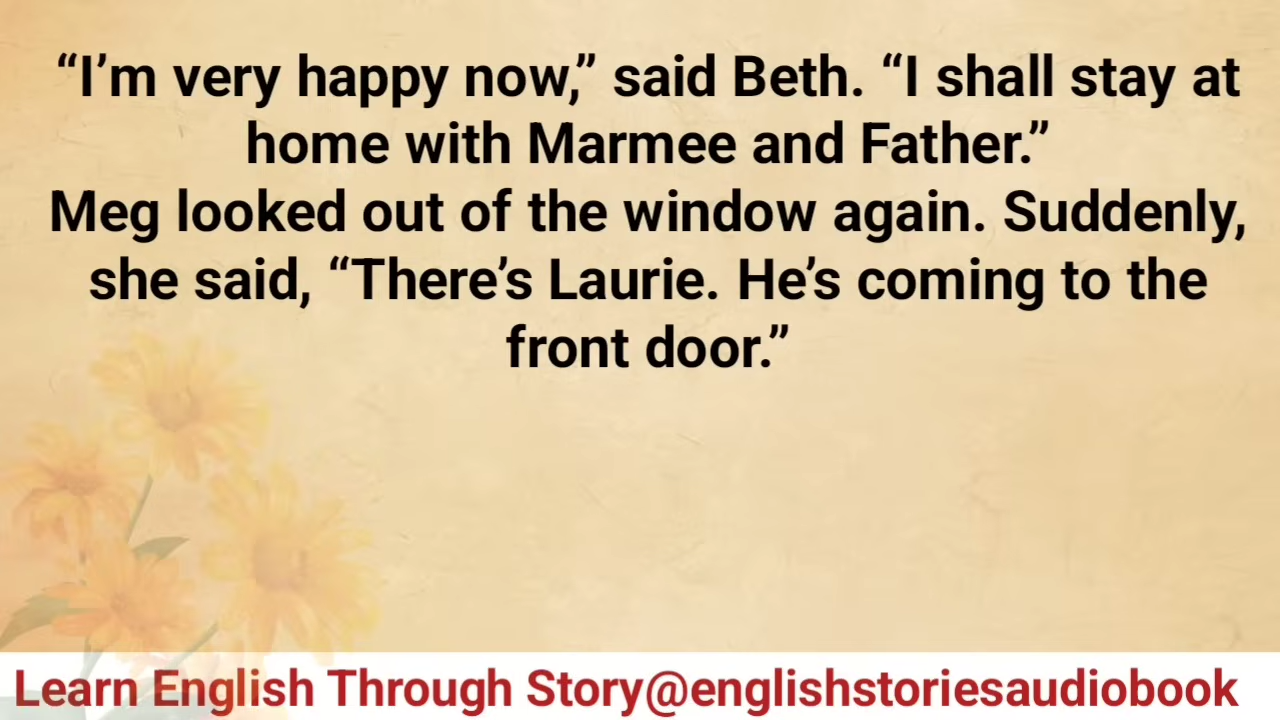 “I’m very happy now,” said Beth. “I shall stay at
home with Marmee and Father.”
Meg looked out of the window again. Suddenly,
she said, “There’s Laurie. He’s coming to the
front door.”
Learn English Through Story@englishstoriesaudiobook